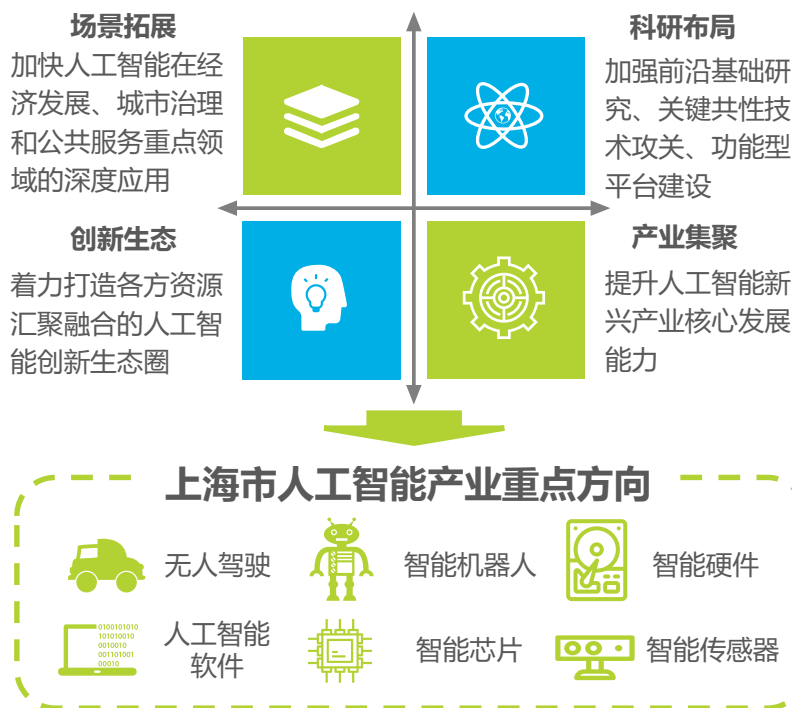 场景拓展
加快人工智能在经
济发展、城市治理
和公共服务重点领
域的深度应用
科研布局
加强前沿基础研
究、关键共性技
术攻关、功能型
平台建设
创新生态
着力打造各方资源
汇聚融合的人工智
能创新生态圈
产业集聚
提升人工智能新
兴产业核心发展
能力
上海市人工智能产业重点方向
无人驾驶
智能机器人
智能硬件
0100101010
101010010
0010010
001101001
00010
人工智能
软件
智能芯片
智能传感器